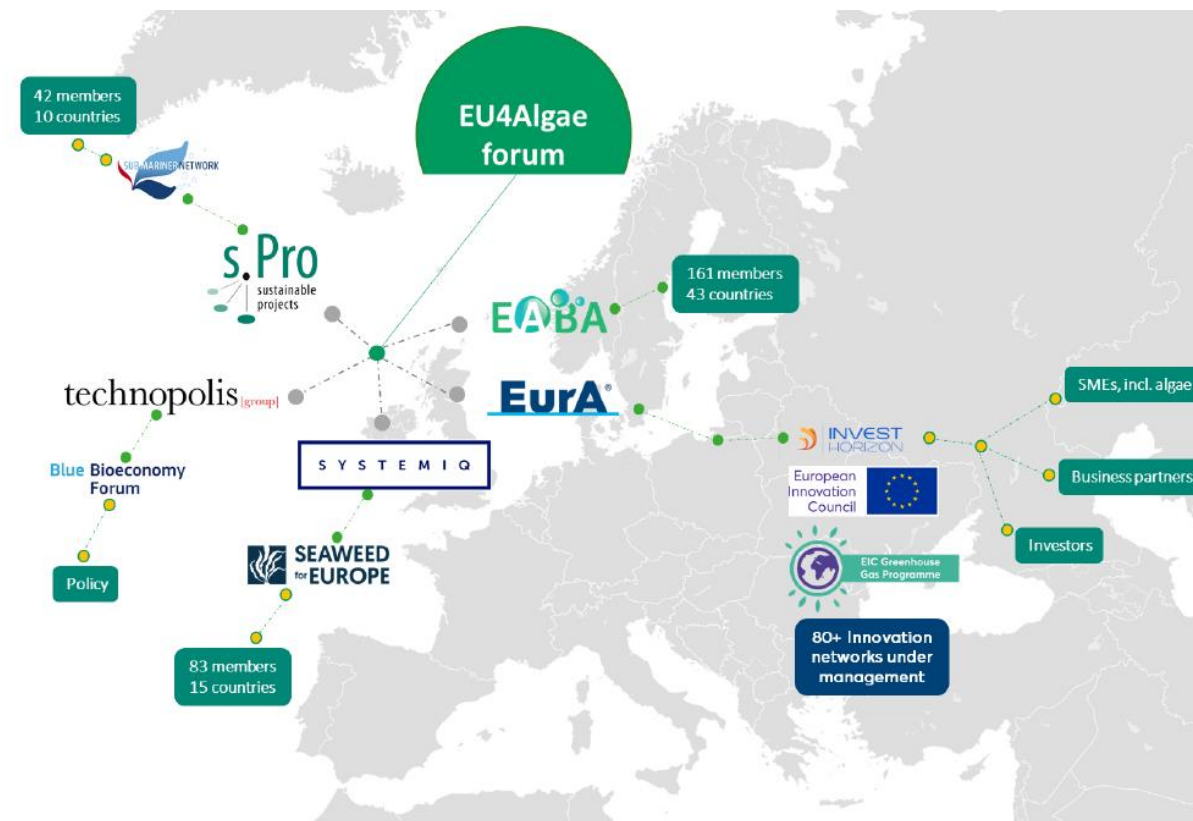 EU4Algae
forum
42 members
10 countries
SUBMARINER NETWORK
s.Pro
sustainable
projects
EABA
161 members
43 countries
technopolis [group]
EurA®
SYSTEMIQ
Blue Bioeconomy
Forum
Policy
SEAWEED
for EUROPE
83 members
15 countries
INVEST
HORIZON
European
Innovation
Council
EIC Greenhouse
Gas Programme
80+ Innovation
networks under
management
SMEs, incl. algae
Business partners
Investors